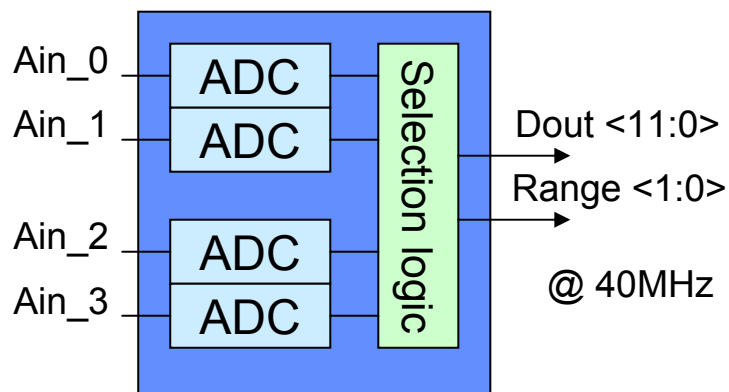 Ain_0
ADC
Ain_1
ADC
Ain_2
ADC
Ain_3
ADC
Selection logic
Dout <11:0>
Range <1:0>
@ 40MHz